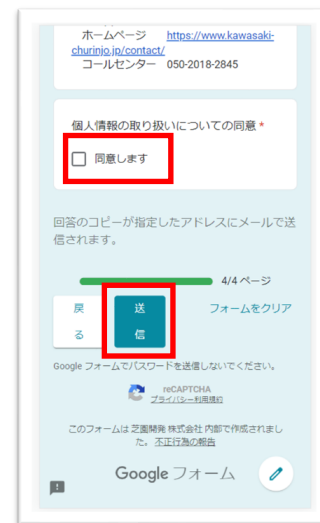 ホームページ https://www.kawasaki-
churinjo.jp/contact/
コールセンター 050-2018-2845
個人情報の取り扱いについての同意 *
同意します
回答のコピーが指定したアドレスにメールで送
信されます。
4/4 ページ
戻
る
送
信
フォームをクリア
Google フォームでパスワードを送信しないでください。
reCAPTCHA
プライバシー利用規約
このフォームは 芝園開発 株式会社 内部で作成されまし
た。 不正行為の報告
Google フォーム